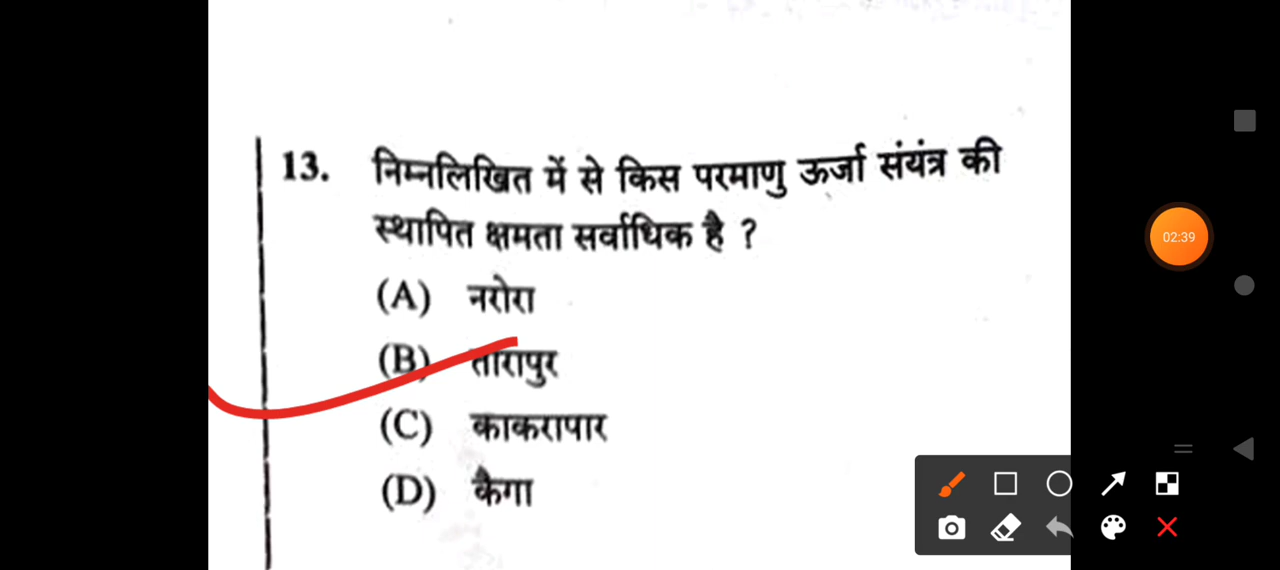 13. निम्नलिखित में से किस परमाणु ऊर्जा संयंत्र की
स्थापित क्षमता सर्वाधिक है ?
(A) नरोरा
(B) तारापुर
(C) काकरापार
(D) कैगा
02:39